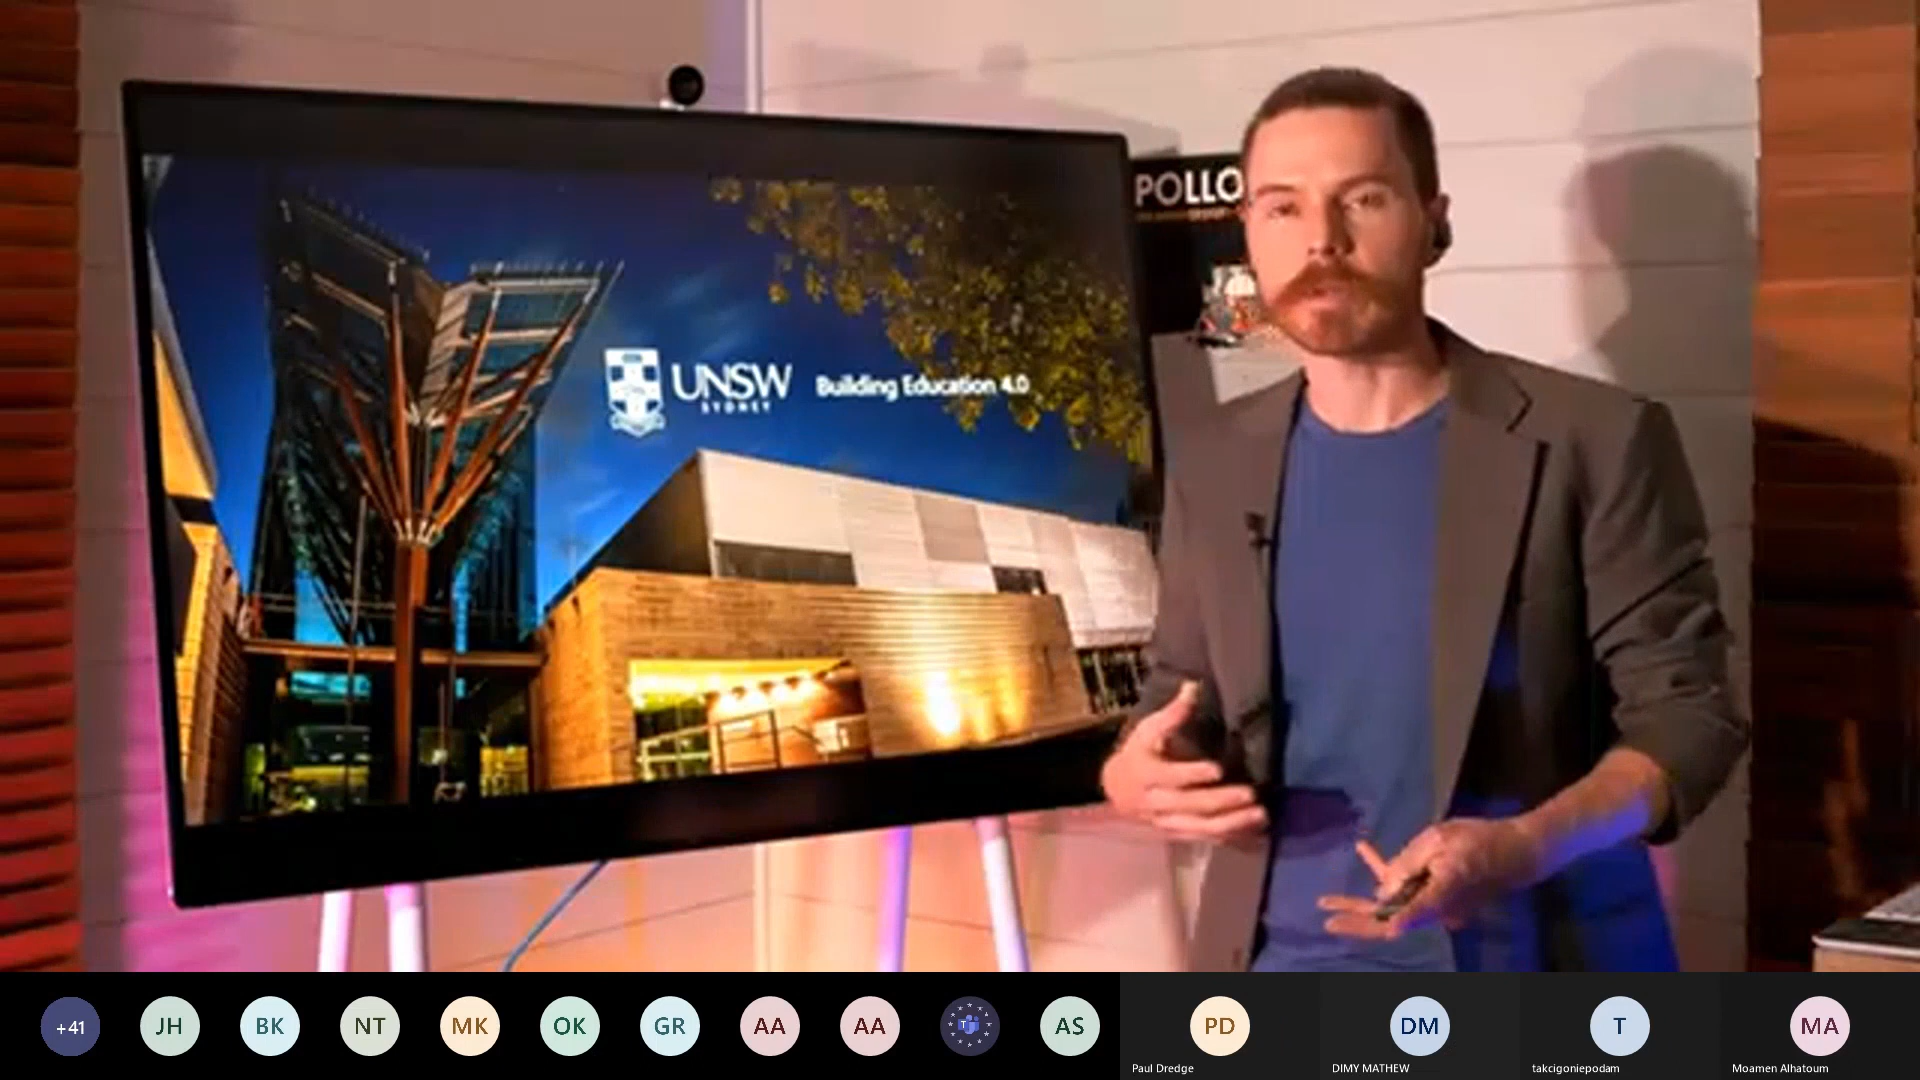 POLLO
UNSW
SYDNEY
Building Education 4.0
+41
JH
BK
NT
MK
OK
GR
AA
AA
T
AS
PD
DM
T
MA
Paul Dredge
DIMY MATHEW
takcigoniepodam
Moamen Alhatoum